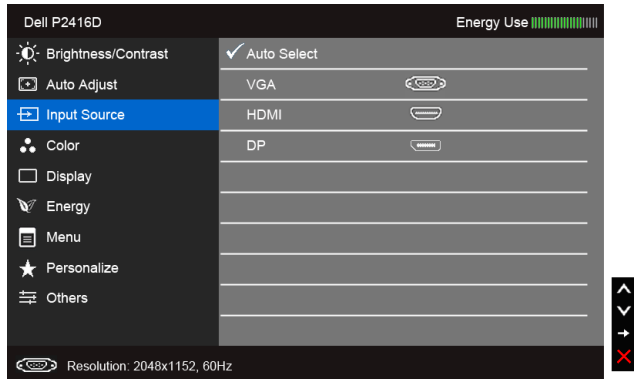 Dell P2416D Energy Use
Brightness/Contrast Auto Select
Auto Adjust VGA
Input Source HDMI
Color DP
Display
Energy
Menu
Personalize
Others
Resolution: 2048x1152, 60Hz